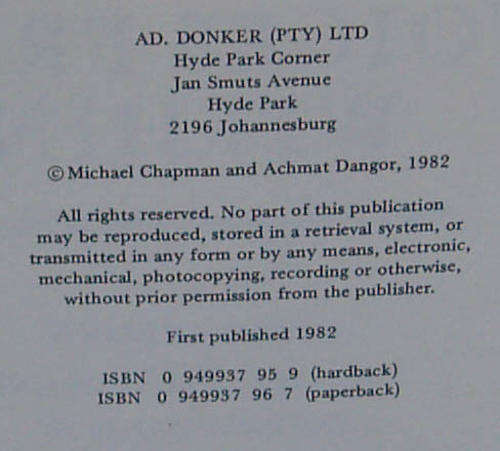 AD. DONKER (PTY) LTD
Hyde Park Corner
Jan Smuts Avenue
Hyde Park
2196 Johannesburg
© Michael Chapman and Achmat Dangor, 1982
All rights reserved. No part of this publication
may be reproduced, stored in a retrieval system, or
transmitted in any form or by any means, electronic,
mechanical, photocopying, recording or otherwise,
without prior permission from the publisher.
First published 1982
ISBN 0 949937 95 9 (hardback)
ISBN 0 949937 96 7 (paperback)